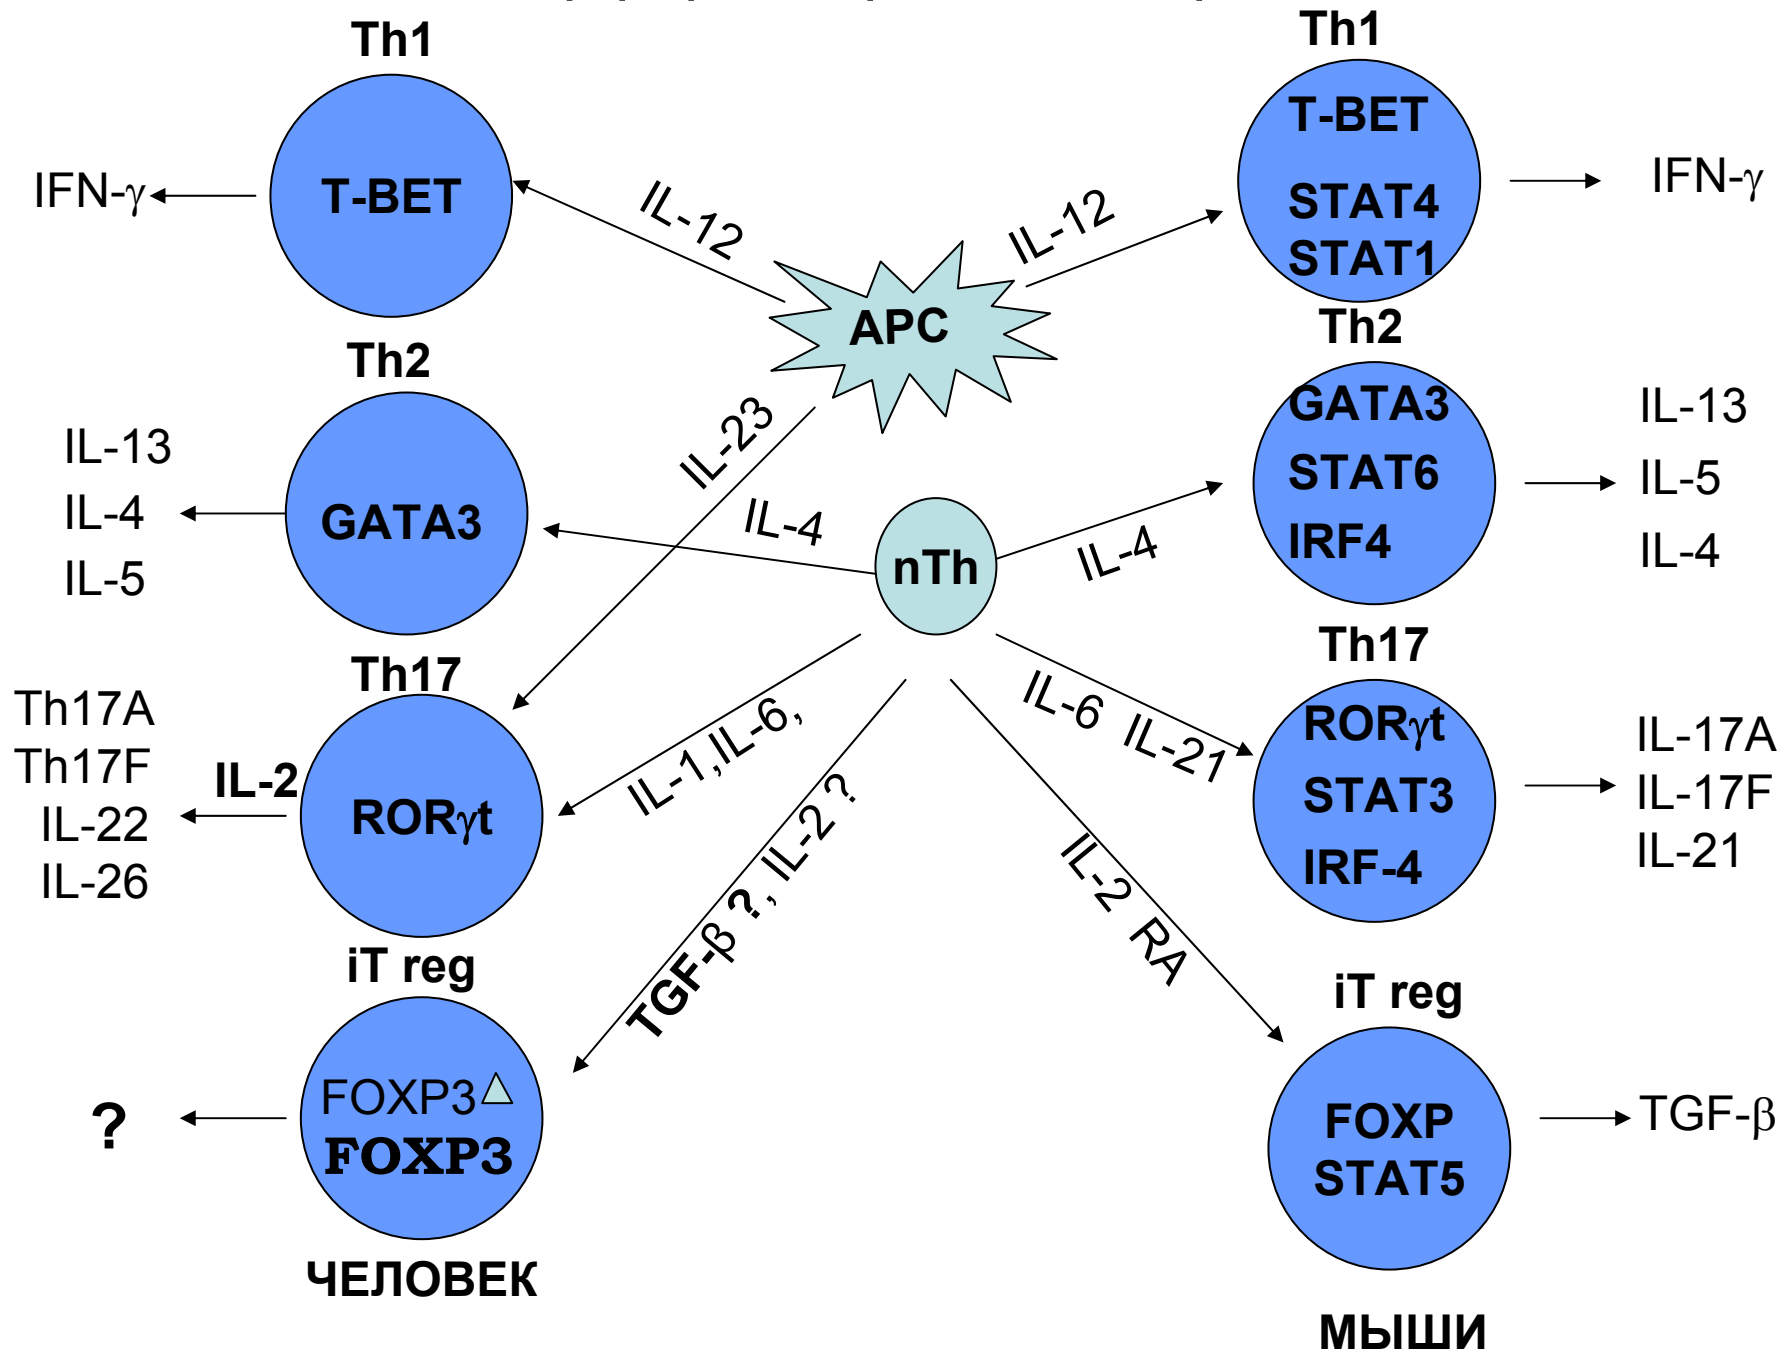 Th1
T-BET
IFN-γ
IL-12
Th2
GATA3
IL-13
IL-4
IL-5
IL-4
IL-23
Th17
RORγt
Th17A
Th17F
IL-22
IL-26
IL-2
IL-1,IL-6,
iT reg
FOXP3
FOXP3
?
TGF-β ?, IL-2 ?
ЧЕЛОВЕК
APC
nTh
Th1
T-BET
STAT4
STAT1
IFN-γ
IL-12
Th2
GATA3
STAT6
IRF4
IL-13
IL-5
IL-4
IL-4
Th17
RORγt
STAT3
IRF-4
IL-17A
IL-17F
IL-21
IL-6 IL-21
iT reg
FOXP
STAT5
TGF-β
IL-2 RA
МЫШИ